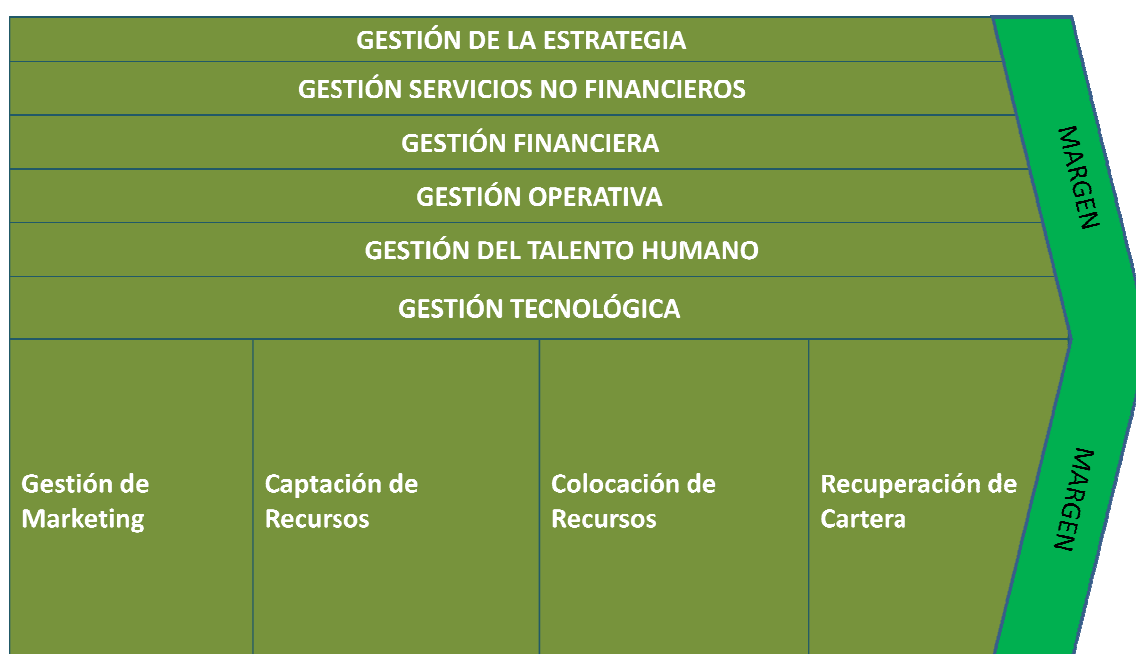 GESTIÓN DE LA ESTRATEGIA
GESTIÓN SERVICIOS NO FINANCIEROS
GESTIÓN FINANCIERA
GESTIÓN OPERATIVA
GESTIÓN DEL TALENTO HUMANO
GESTIÓN TECNOLÓGICA
MARGEN
Gestión de
Marketing
Captación de
Recursos
Colocación de
Recursos
Recuperación de
Cartera
MARGEN